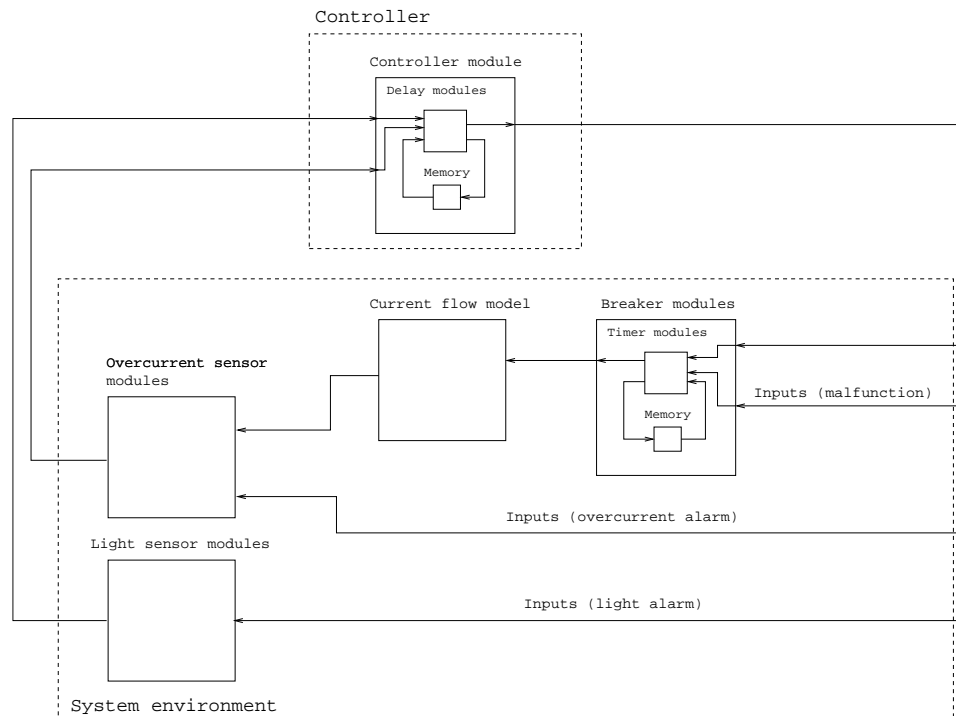 Controller
Controller module
Delay modules
Memory
Current flow model
Breaker modules
Timer modules
Overcurrent sensor
modules
Inputs (malfunction)
Memory
Inputs (overcurrent alarm)
Light sensor modules
Inputs (light alarm)
System environment